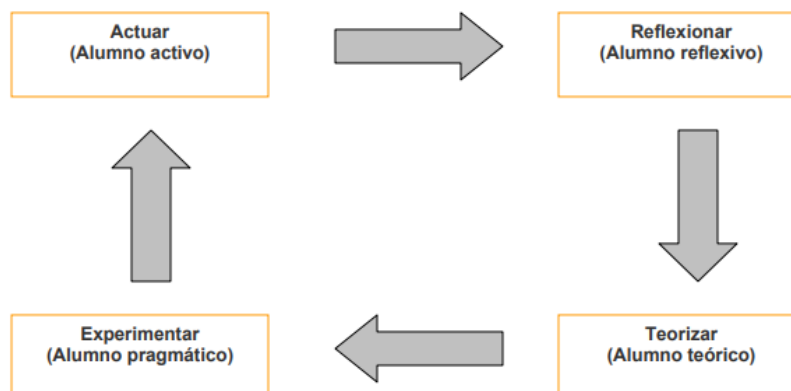 Actuar
(Alumno activo)
Reflexionar
(Alumno reflexivo)
Experimentar
(Alumno pragmático)
Teorizar
(Alumno teórico)